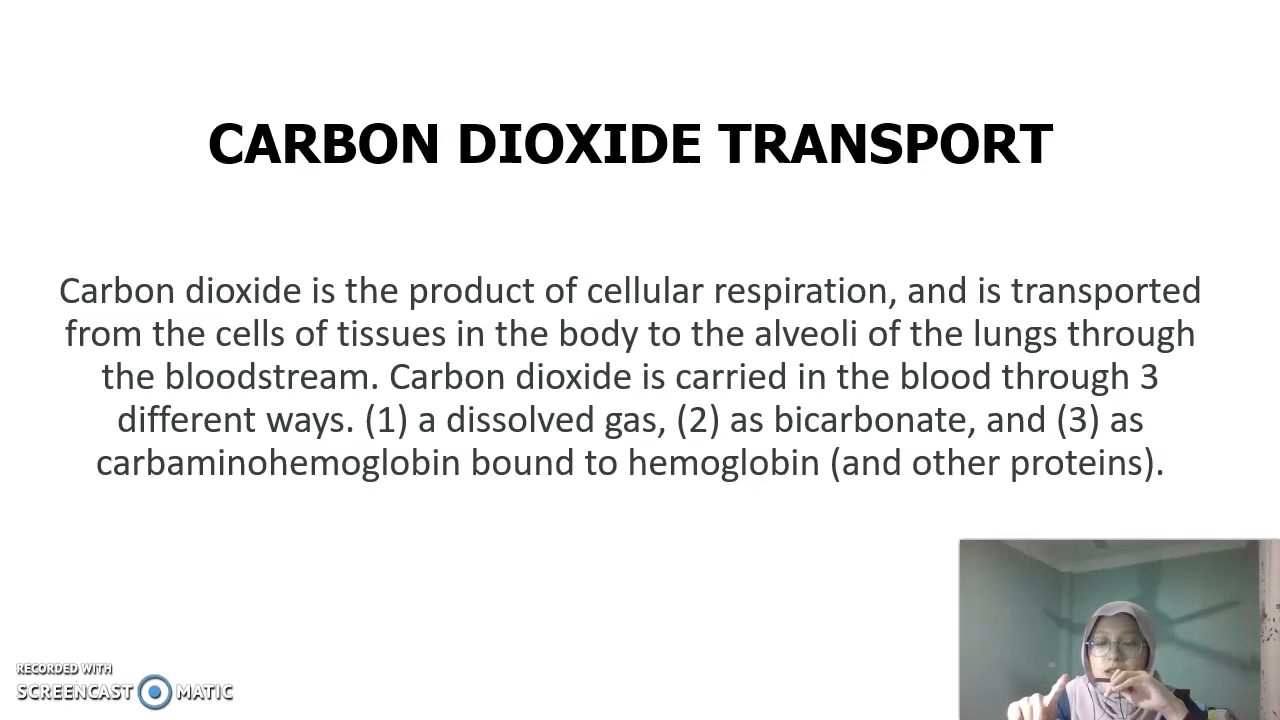 CARBON DIOXIDE TRANSPORT
Carbon dioxide is the product of cellular respiration, and is transported
from the cells of tissues in the body to the alveoli of the lungs through
the bloodstream. Carbon dioxide is carried in the blood through 3
different ways. (1) a dissolved gas, (2) as bicarbonate, and (3) as
carbaminohemoglobin bound to hemoglobin (and other proteins).
RECORDED WITH
SCREENCAST MATIC